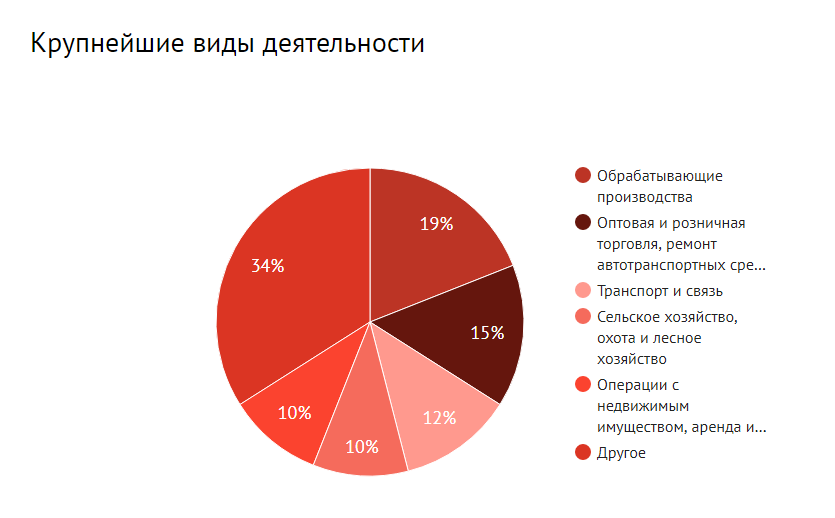 Крупнейшие виды деятельности
19%
15%
12%
10%
10%
34%
Обрабатывающие
производства
Оптовая и розничная
торговля, ремонт
автотранспортных сре...
Транспорт и связь
Сельское хозяйство,
охота и лесное
хозяйство
Операции с
недвижимым
имуществом, аренда и...
Другое